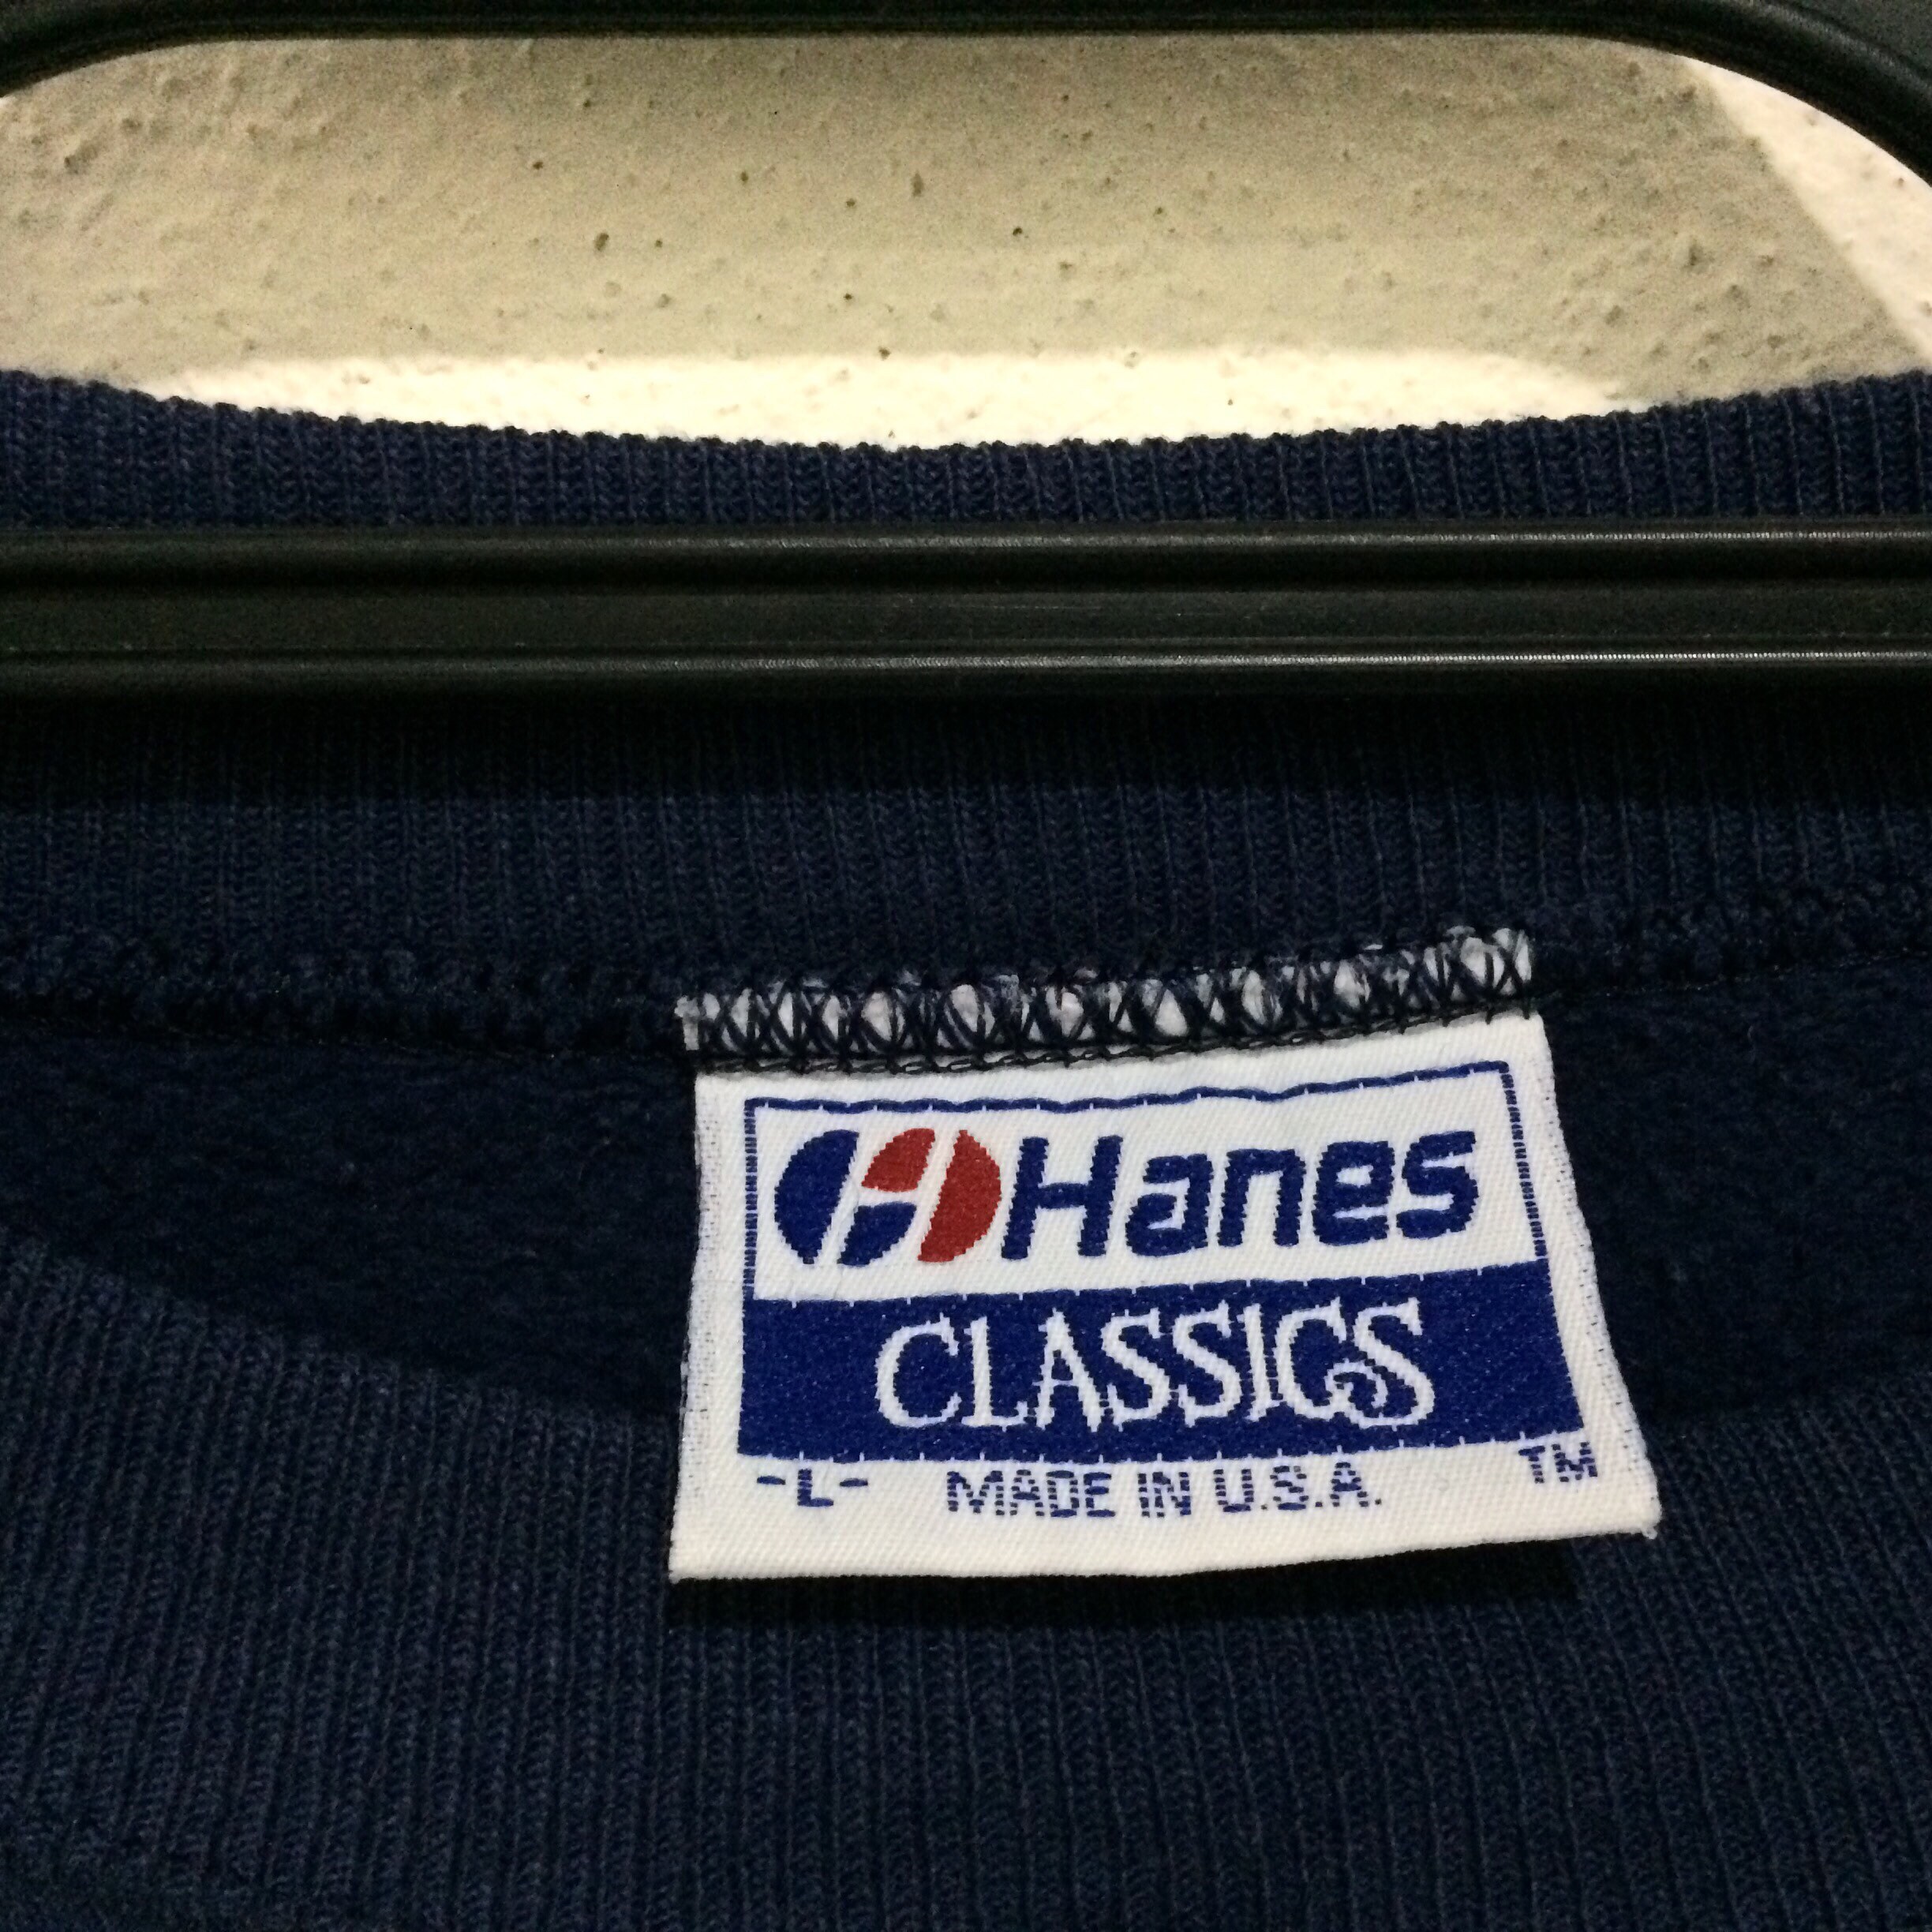 Hanes
CLASSICS
-L- MADE IN U.S.A. TM